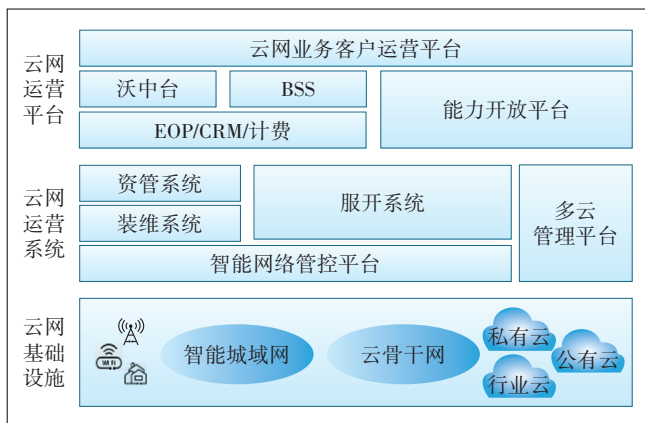 云网
运营
平台
云网业务客户运营平台
沃中台
BSS
EOP/CRM/计费
能力开放平台
云网
运营
系统
资管系统
装维系统
服开系统
智能网络管控平台
多云
管理平台
云网
基础
设施
WiFi
智能城域网
云骨干网
私有云
公有云
行业云